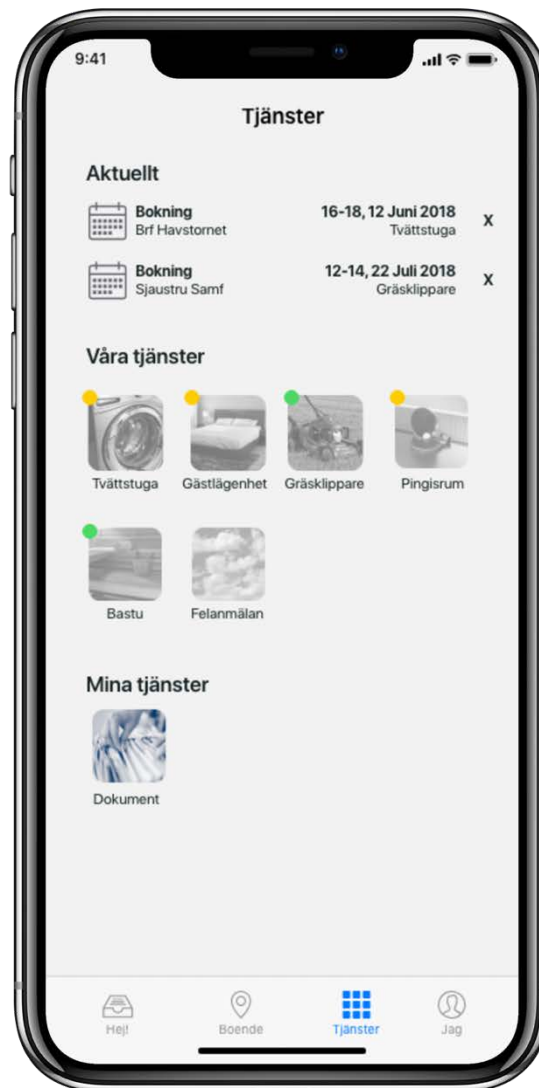 9:41
Tjänster
Aktuellt
Bokning
Brf Havstornet
16-18, 12 Juni 2018
Tvättstuga
X
Bokning
Sjaustru Samf
12-14, 22 Juli 2018
Gräsklippare
X
Våra tjänster
Tvättstuga Gästlägenhet Gräsklippare Pingisrum
Bastu Felanmälan
Mina tjänster
Dokument
Hej! Boende Tjänster Jag